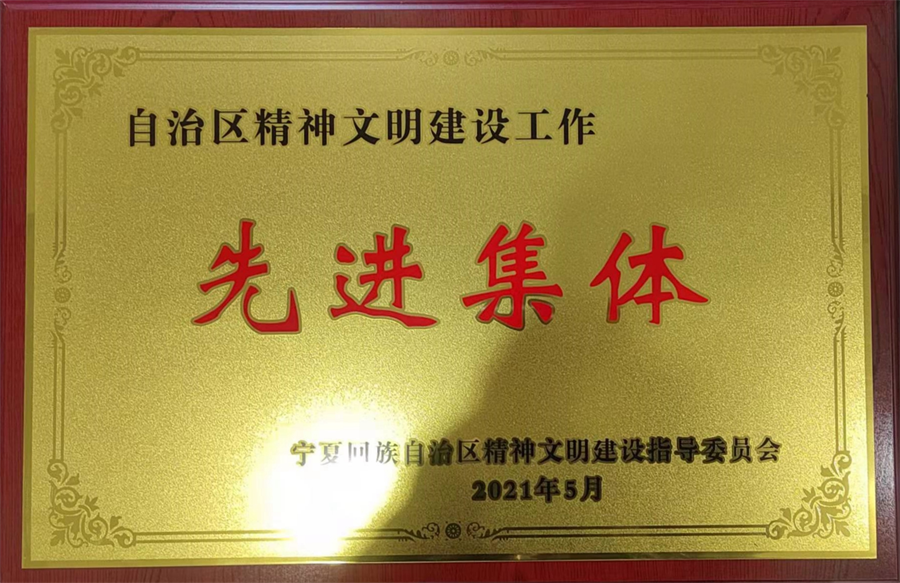 自治区精神文明建设工作
先进集体
宁夏回族自治区精神文明建设指导委员会
2021年5月